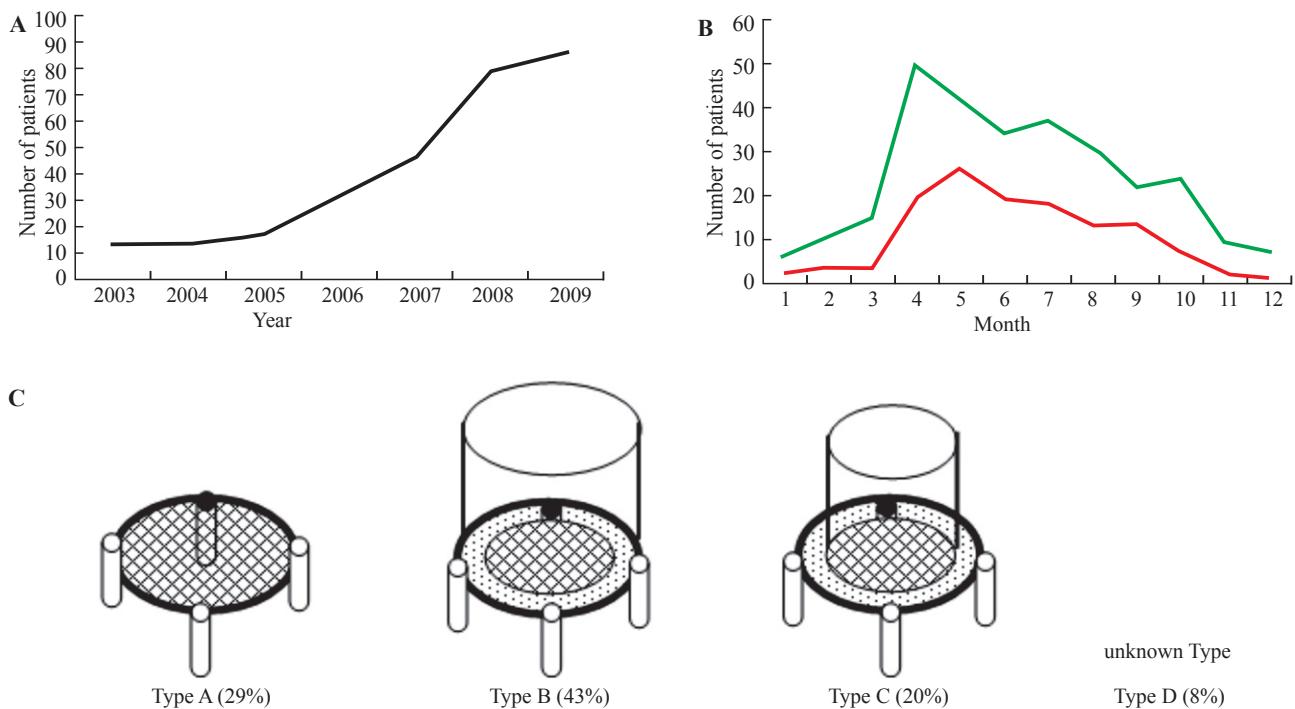 A
Number of patients
100
90
80
70
60
50
40
30
20
10
0
2003 2004 2005 2006 2007 2008 2009
Year
B
Number of patients
60
50
40
30
20
10
0
1 2 3 4 5 6 7 8 9 10 11 12
Month
C
Type A (29%)
Type B (43%)
Type C (20%)
unknown Type
Type D (8%)